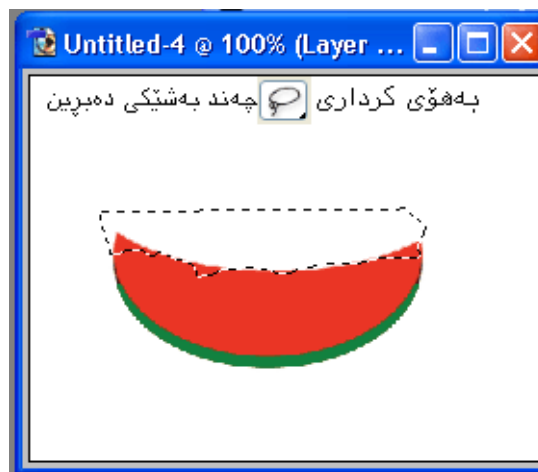 Untitled-4 @ 100% (Layer ...
بەهۆی کرداری چەند بەشێکی دەبڕین